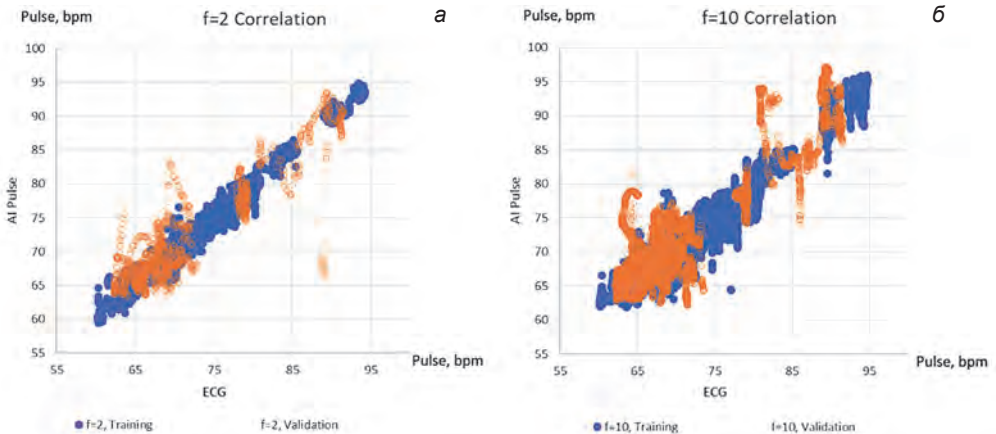 Pulse, bpm
f=2 Correlation
а
100
95
90
85
80
75
70
65
60
55
AI Pulse
55
65
75
85
95
Pulse, bpm
ECG
f=2, Training
f=2, Validation
Pulse, bpm
f=10 Correlation
б
100
95
90
85
80
75
70
65
60
55
AI Pulse
55
65
75
85
95
Pulse, bpm
ECG
f=10, Training
f=10, Validation